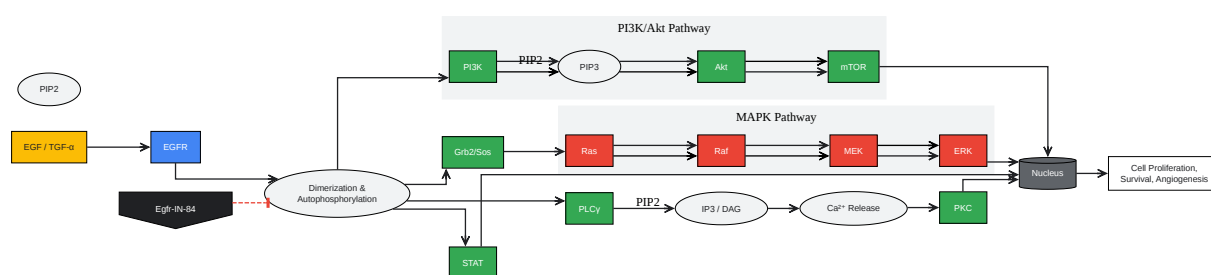 PI3K/Akt Pathway
PIP2
PI3K
PIP2
PIP3
Akt
mTOR
MAPK Pathway
EGF / TGF-α
EGFR
Grb2/Sos
Ras
Raf
MEK
ERK
Dimerization &
Autophosphorylation
Nucleus
Cell Proliferation,
Survival, Angiogenesis
Egfr-IN-84
PLCγ
PIP2
IP3 / DAG
Ca²⁺ Release
PKC
STAT